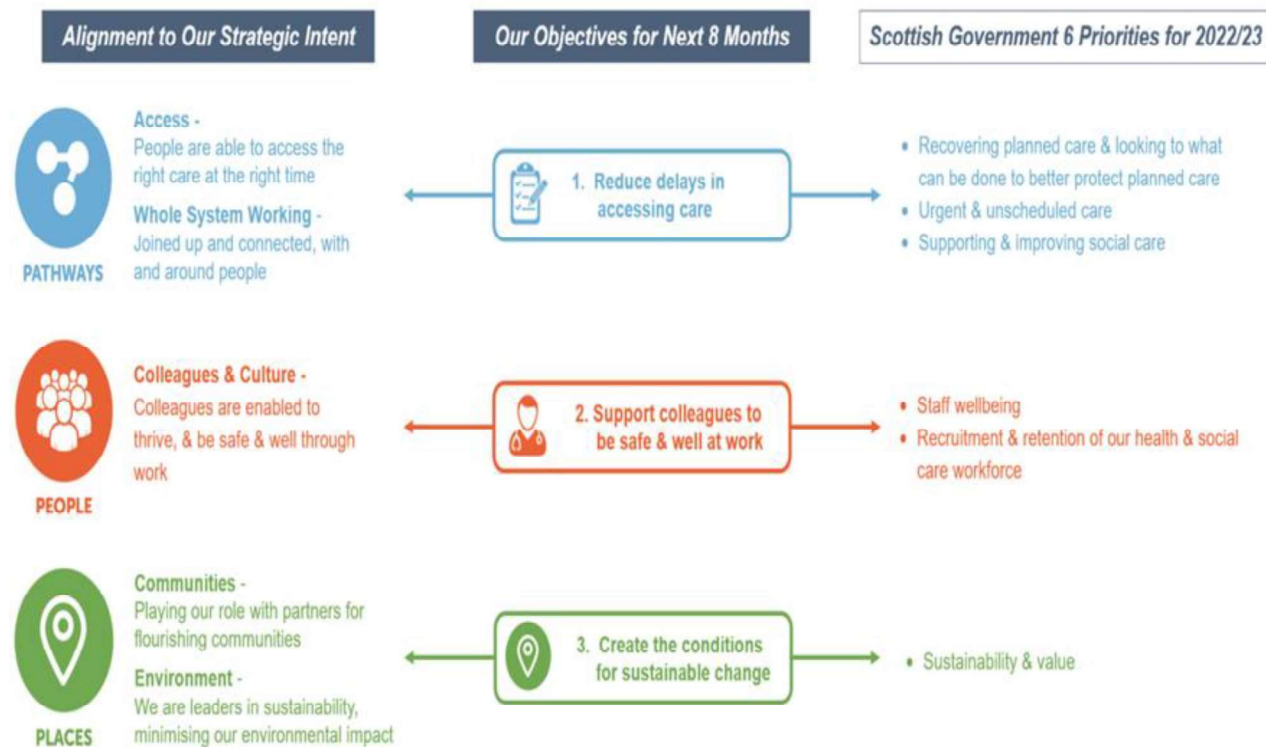 Alignment to Our Strategic Intent
Our Objectives for Next 8 Months
Scottish Government 6 Priorities for 2022/23
PATHWAYS
Access -
People are able to access the
right care at the right time
Whole System Working -
Joined up and connected, with
and around people
1. Reduce delays in
accessing care
• Recovering planned care & looking to what
can be done to better protect planned care
• Urgent & unscheduled care
• Supporting & improving social care
PEOPLE
Colleagues & Culture -
Colleagues are enabled to
thrive, & be safe & well through
work
2. Support colleagues to
be safe & well at work
• Staff wellbeing
• Recruitment & retention of our health & social
care workforce
PLACES
Communities -
Playing our role with partners for
flourishing communities
Environment -
We are leaders in sustainability,
minimising our environmental impact
3. Create the conditions
for sustainable change
• Sustainability & value